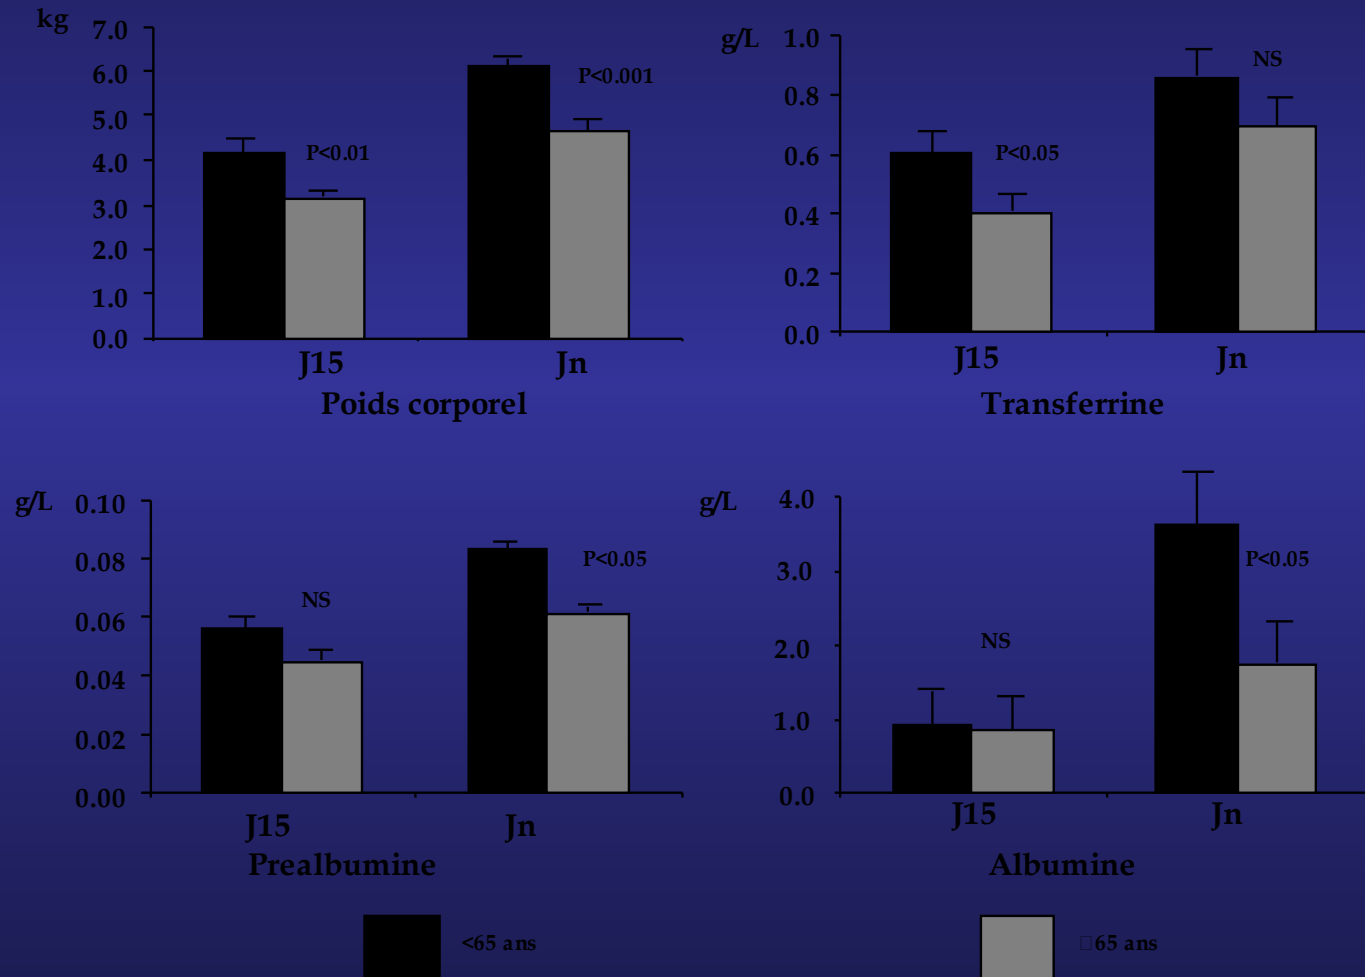 kg
7.0
6.0
5.0
4.0
3.0
2.0
1.0
0.0
P<0.01
P<0.001
J15 Jn
Poids corporel
g/L
1.0
0.8
0.6
0.4
0.2
0.0
P<0.05
NS
J15 Jn
Transferrine
g/L
0.10
0.08
0.06
0.04
0.02
0.00
NS
P<0.05
J15 Jn
Prealbumine
g/L
4.0
3.0
2.0
1.0
0.0
NS
P<0.05
J15 Jn
Albumine
<65 ans
□65 ans